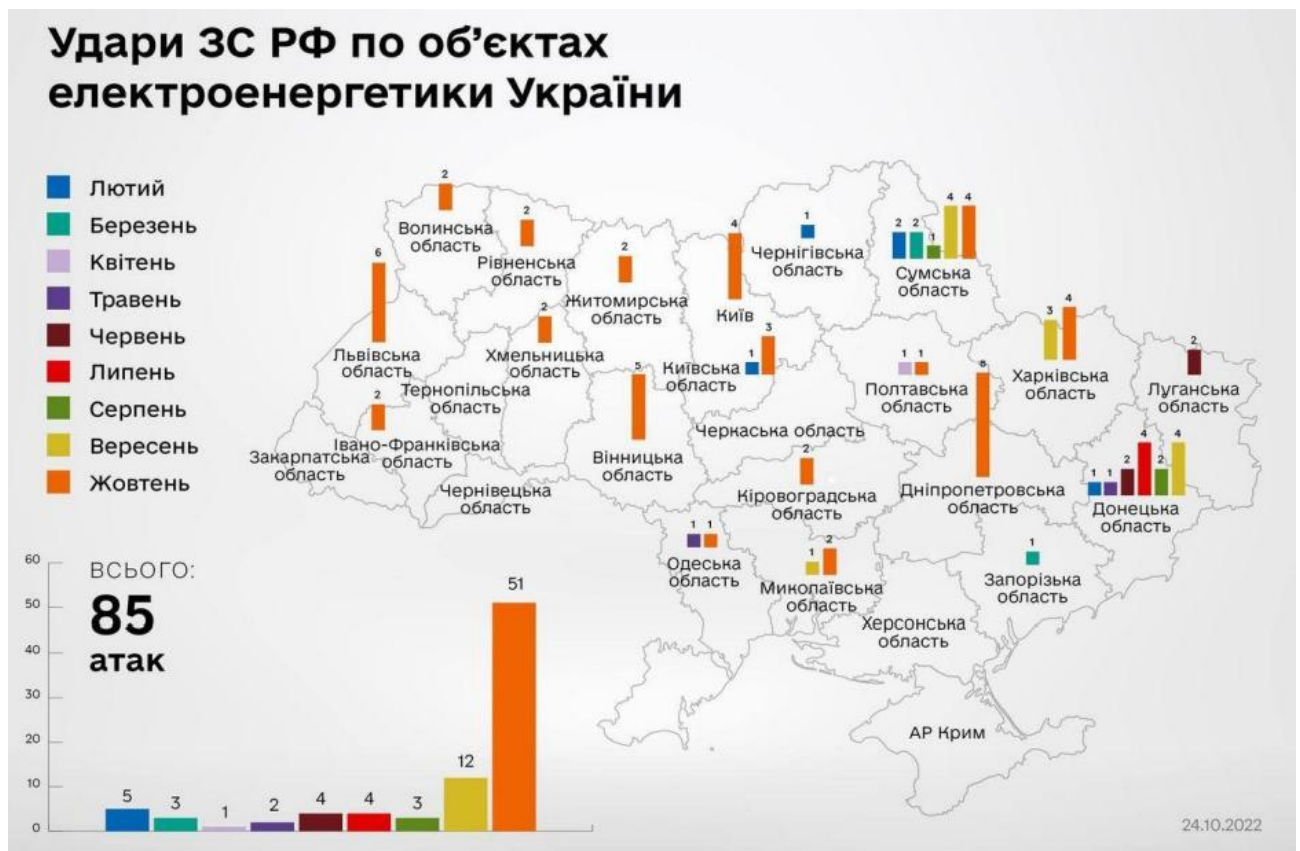 Удари ЗС РФ по об’єктах
електроенергетики України
Лютий
Березень
Квітень
Травень
Червень
Липень
Серпень
Вересень
Жовтень
2
Волинська
область
2
Рівненська
область
2
Житомирська
область
4
Київ
1
Чернігівська
область
2 2 1 4 4
Сумська
область
6
Львівська
область
2
Хмельницька
область
Тернопільська
область
1 3
Київська
область
1 1
Полтавська
область
3 4
Харківська
область
2
Луганська
область
2
Івано-Франківська
область
Закарпатська
область
Чернівецька
область
5
Вінницька
область
Черкаська область
2
Кіровоградська
область
8
Дніпропетровська
область
1 1 2 4 2 4
Донецька
область
1 1
Одеська
область
1 2
Миколаївська
область
1
Запорізька
область
Херсонська
область
АР Крим
ВСЬОГО:
85
атак
60
50
40
30
20
10
0
5 3 1 2 4 4 3 12 51
24.10.2022